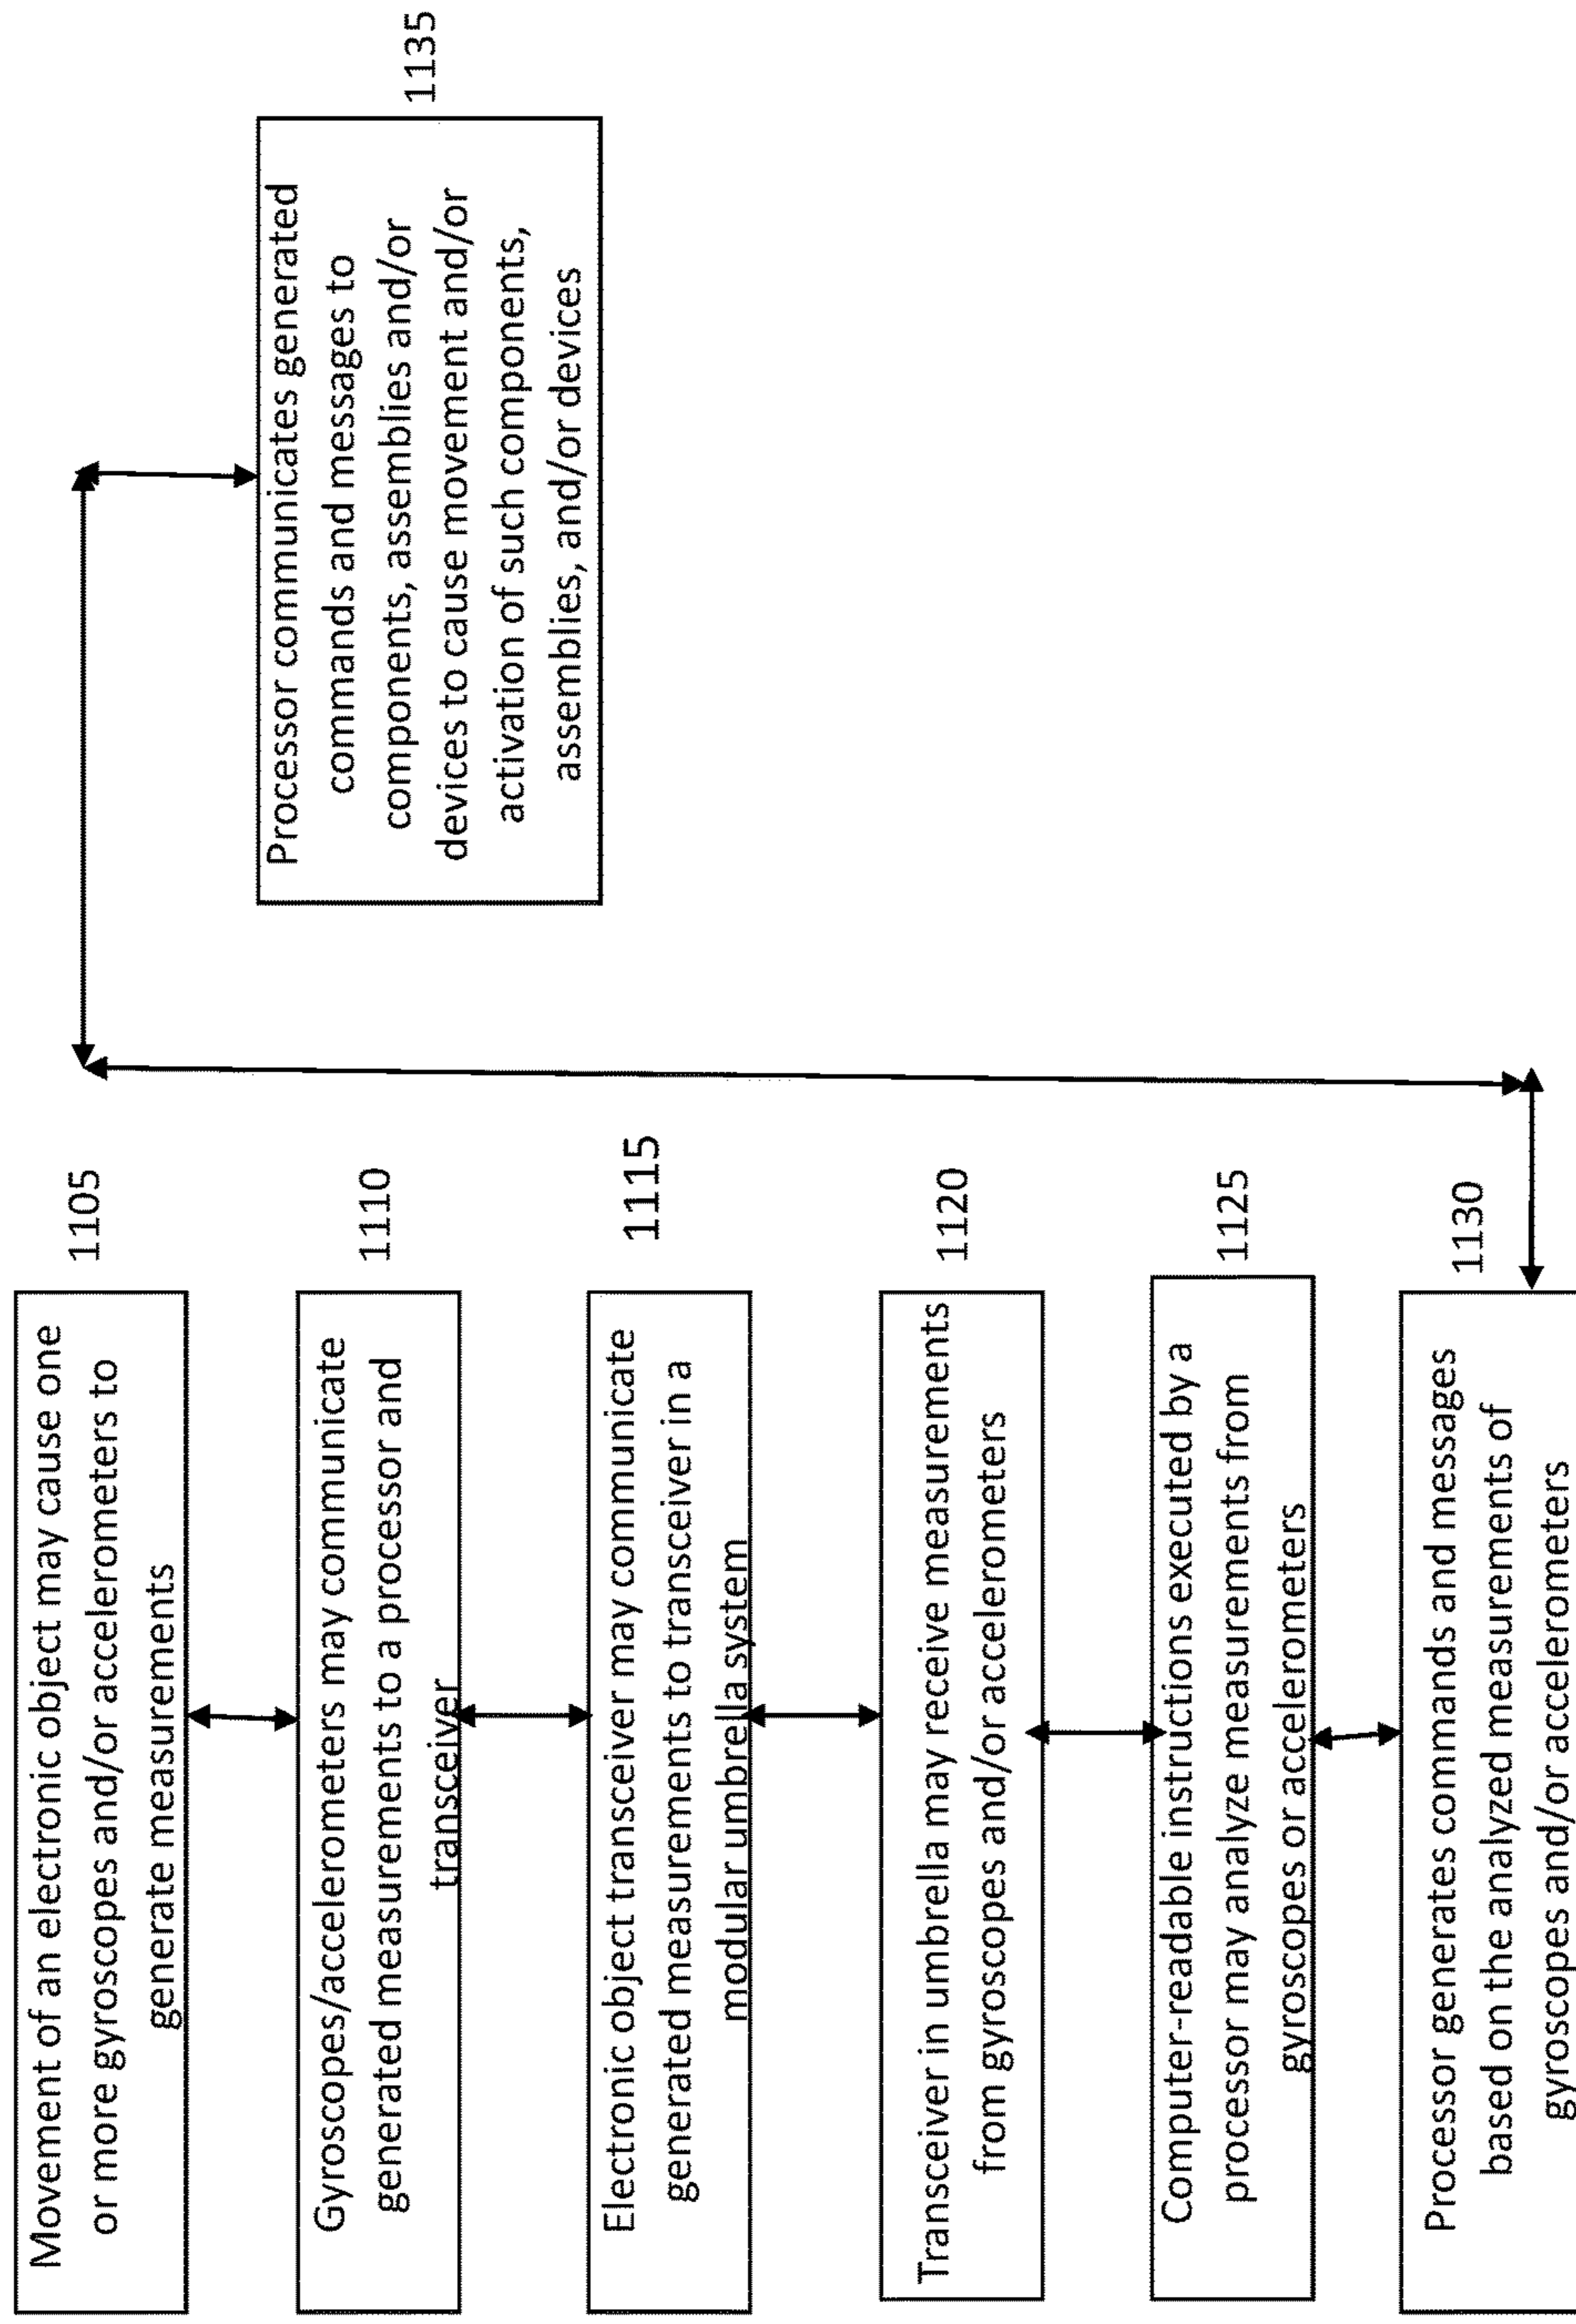 Movement of an electronic object may cause one
or more gyroscopes and/or accelerometers to
generate measurements
1105
Gyroscopes/accelerometers may communicate
generated measurements to a processor and
transceiver
1110
Electronic object transceiver may communicate
generated measurements to transceiver in a
modular umbrella system
1115
Transceiver in umbrella may receive measurements
from gyroscopes and/or accelerometers
1120
Computer-readable instructions executed by a
processor may analyze measurements from
gyroscopes or accelerometers
1125
Processor generates commands and messages
based on the analyzed measurements of
gyroscopes and/or accelerometers
1130
Processor communicates generated
commands and messages to
components, assemblies and/or
devices to cause movement and/or
activation of such components,
assemblies, and/or devices
1135